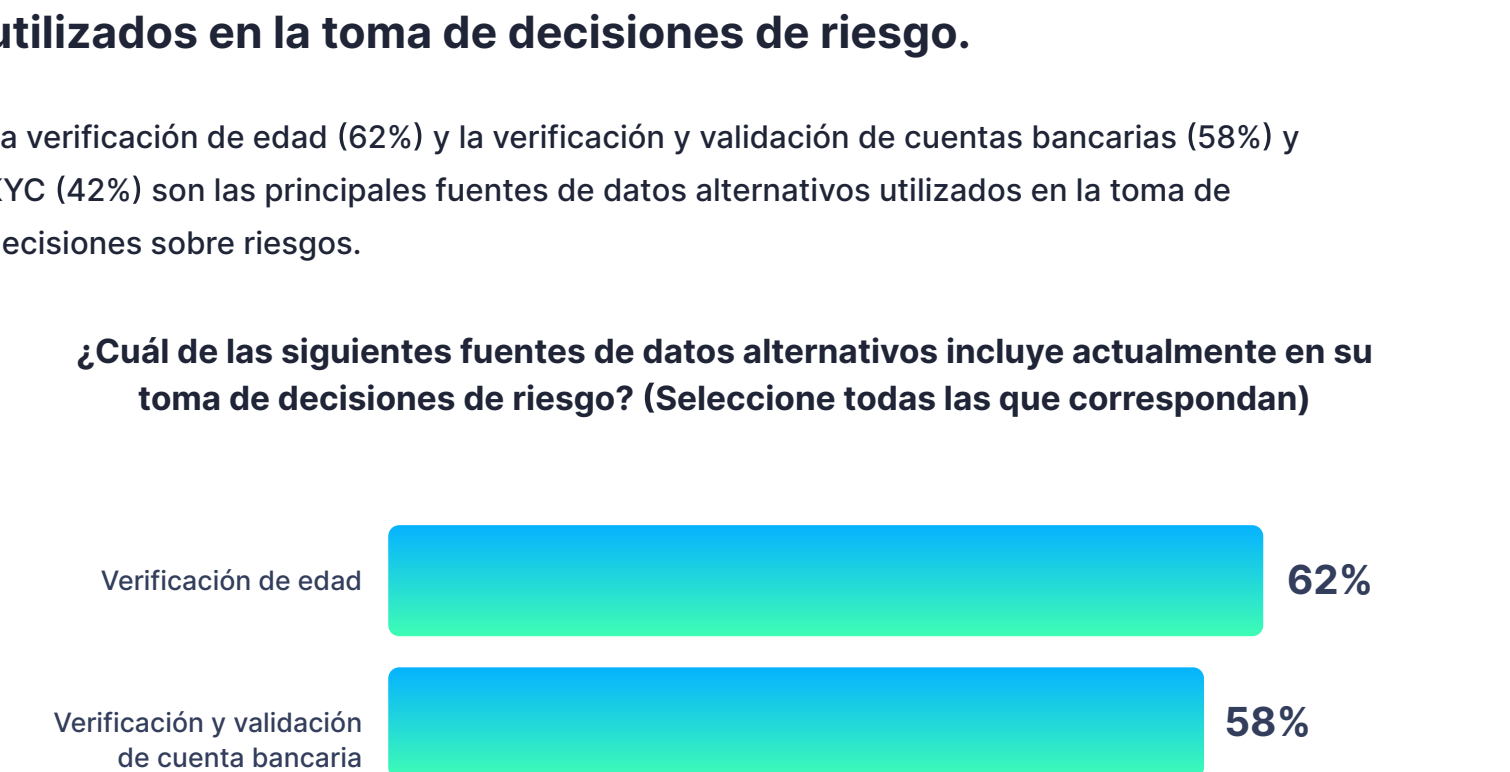 utilizados en la toma de decisiones de riesgo.
a verificación de edad (62%) y la verificación y validación de cuentas bancarias (58%) y
KYC (42%) son las principales fuentes de datos alternativos utilizados en la toma de
ecisiones sobre riesgos.
¿Cuál de las siguientes fuentes de datos alternativos incluye actualmente en su
toma de decisiones de riesgo? (Seleccione todas las que correspondan)
Verificación de edad
62%
Verificación y validación
de cuenta bancaria
58%